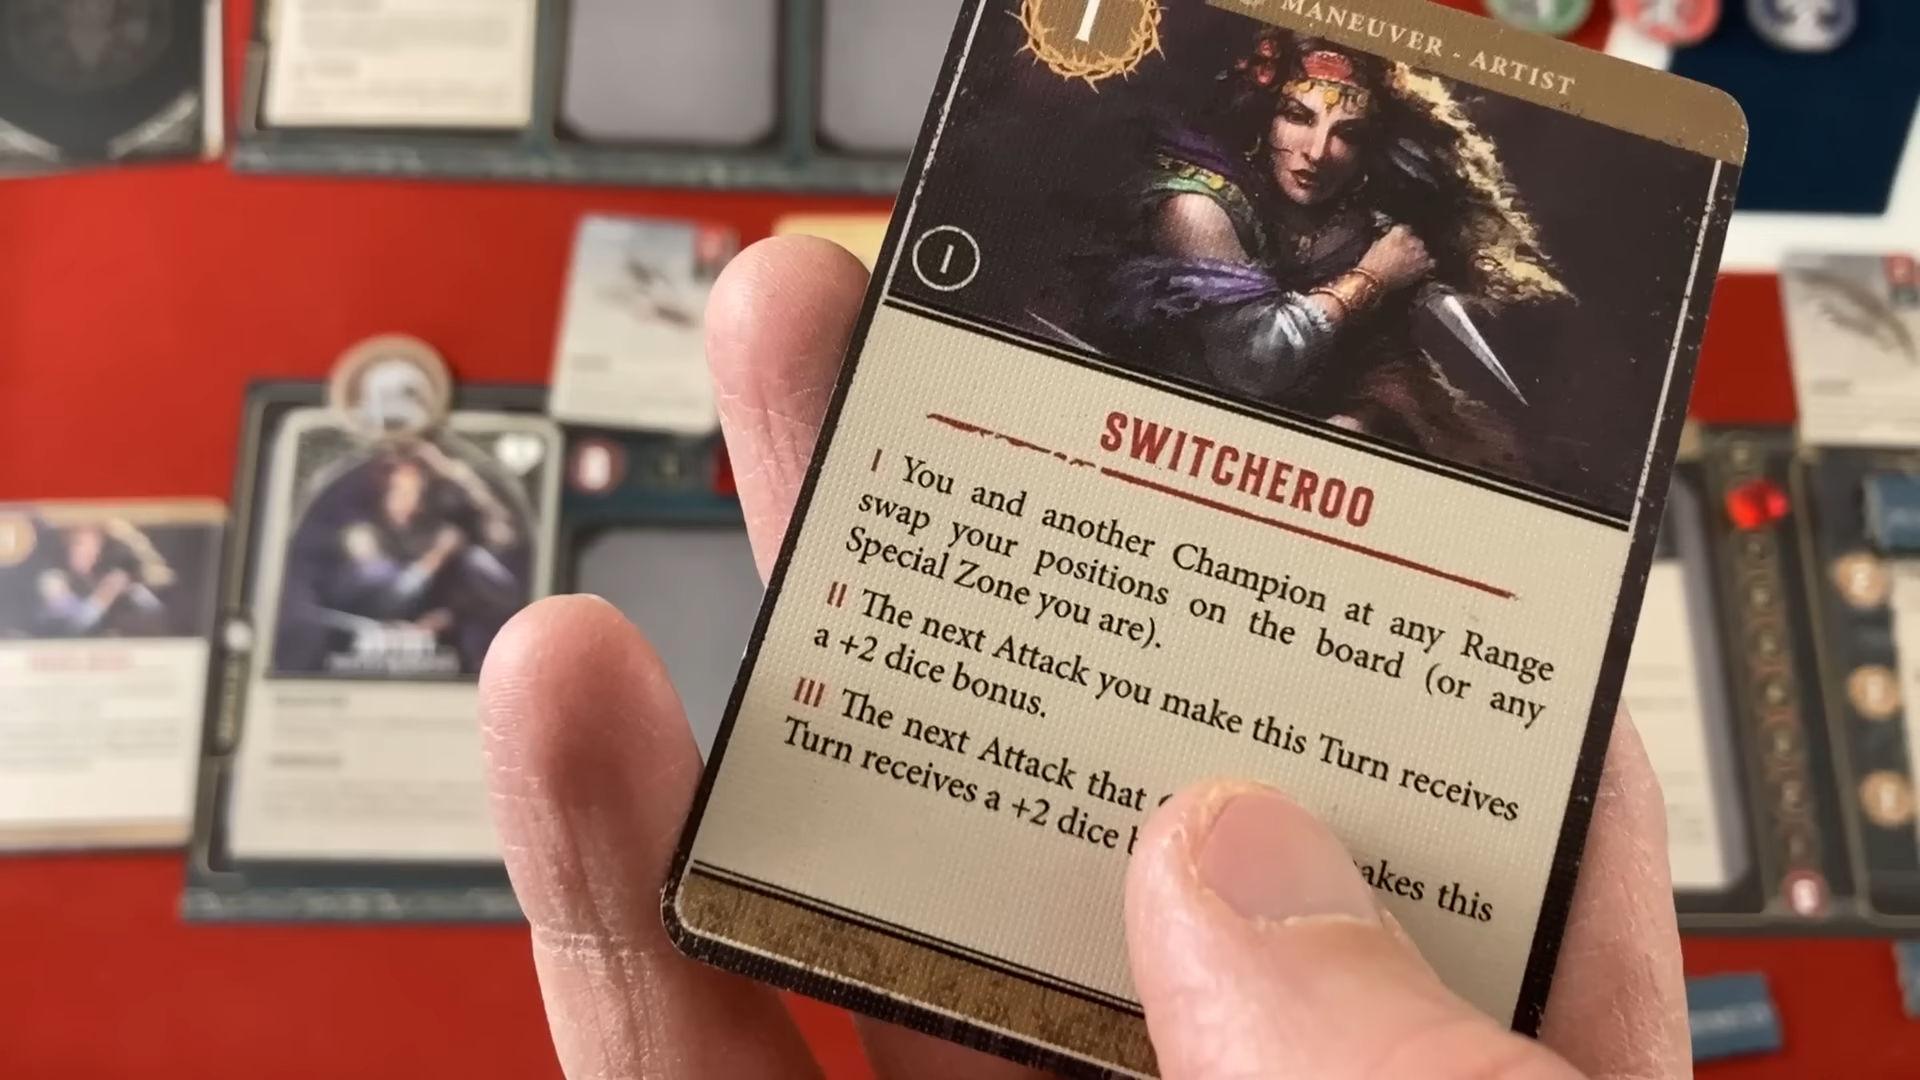 I
MANEUVER - ARTIST
I
SWITCHEROO
I You and another Champion at any Range
swap your positions on the board (or any
Special Zone you are).
II The next Attack you make this Turn receives
a +2 dice bonus.
III The next Attack that akes this
Turn receives a +2 dice